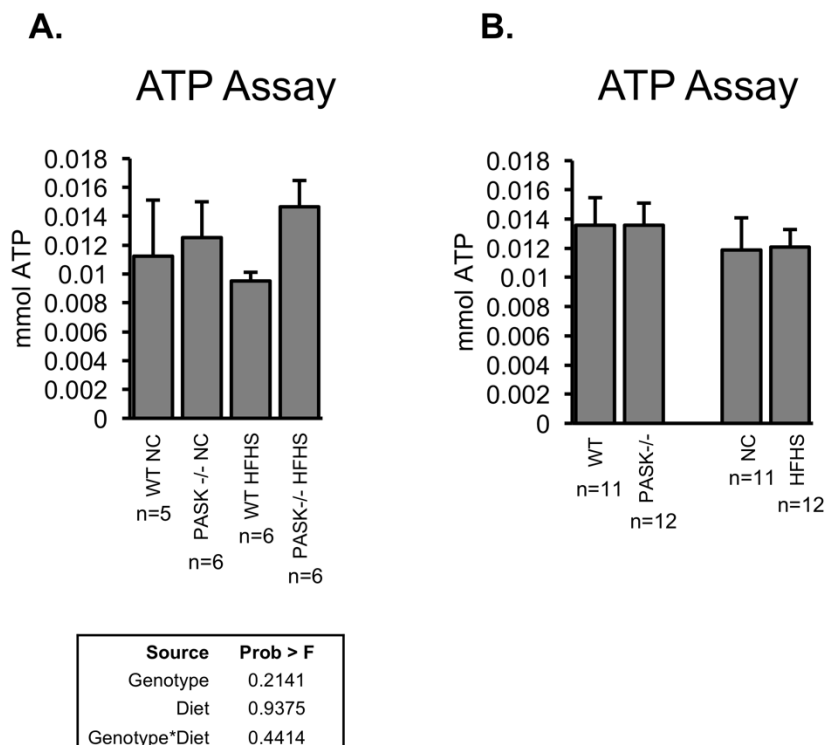 A.
ATP Assay
mmol ATP
0.018
0.016
0.014
0.012
0.01
0.008
0.006
0.004
0.002
0
WT NC
n=5
PASK -/- NC
n=6
WT HFHS
n=6
PASK-/- HFHS
n=6
Source Prob > F
Genotype 0.2141
Diet 0.9375
Genotype*Diet 0.4414
B.
ATP Assay
mmol ATP
0.018
0.016
0.014
0.012
0.01
0.008
0.006
0.004
0.002
0
WT
n=11
PASK-/-
n=12
NC
n=11
HFHS
n=12